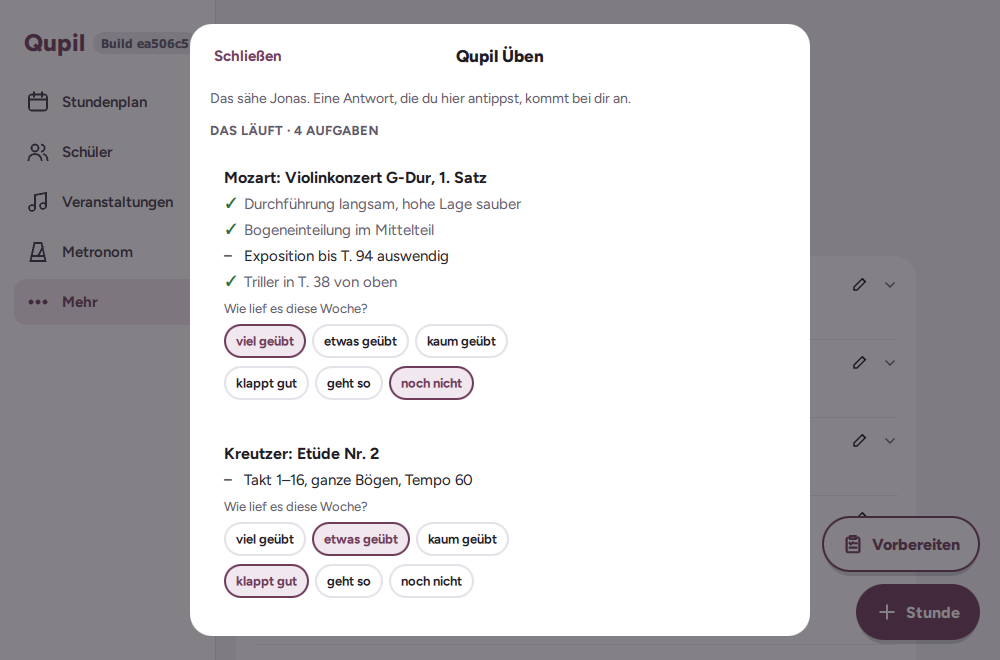 Qupil Build ea506c5
Stundenplan
Schüler
Veranstaltungen
Metronom
Mehr
Schließen
Qupil Üben
Das sähe Jonas. Eine Antwort, die du hier antippst, kommt bei dir an.
DAS LÄUFT · 4 AUFGABEN
Mozart: Violinkonzert G-Dur, 1. Satz
✓ Durchführung langsam, hohe Lage sauber
✓ Bogeneinteilung im Mittelteil
– Exposition bis T. 94 auswendig
✓ Triller in T. 38 von oben
Wie lief es diese Woche?
viel geübt etwas geübt kaum geübt
klappt gut geht so noch nicht
Kreutzer: Etüde Nr. 2
– Takt 1–16, ganze Bögen, Tempo 60
Wie lief es diese Woche?
viel geübt etwas geübt kaum geübt
klappt gut geht so noch nicht
Vorbereiten
Stunde